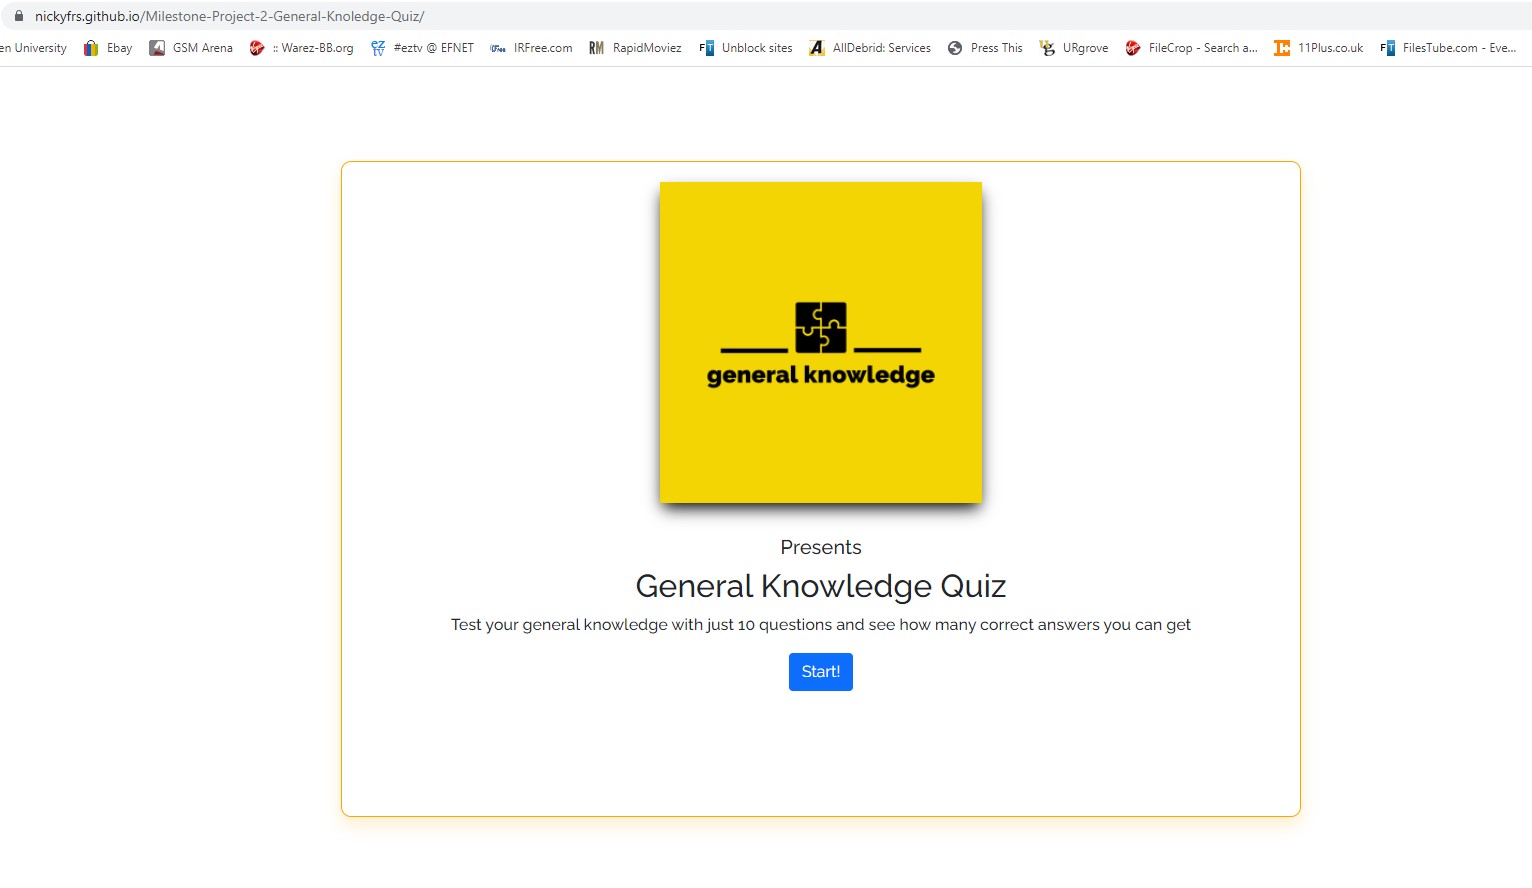 nickyfrs.github.io/Milestone-Project-2-General-Knoledge-Quiz/
en University Ebay GSM Arena :: Warez-BB.org #eztv @ EFNET IRFree.com RapidMoviez Unblock sites AllDebrid: Services Press This URgrove FileCrop - Search a... 11Plus.co.uk FilesTube.com - Eve...
general knowledge
Presents
General Knowledge Quiz
Test your general knowledge with just 10 questions and see how many correct answers you can get
Start!